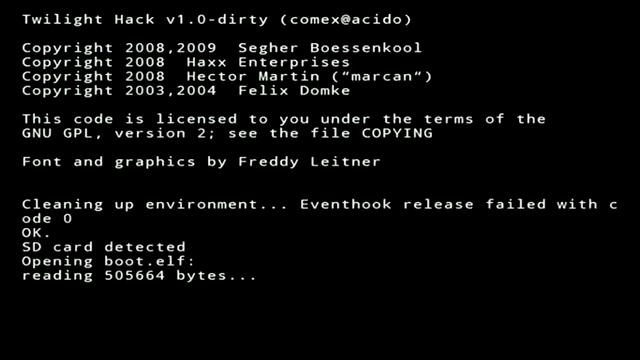 Twilight Hack v1.0-dirty (comex@acido)
Copyright 2008,2009  Segher Boessenkool
Copyright 2008  Haxx Enterprises
Copyright 2008  Hector Martin ("marcan")
Copyright 2003,2004  Felix Domke
This code is licensed to you under the terms of the
GNU GPL, version 2; see the file COPYING
Font and graphics by Freddy Leitner
Cleaning up environment... Eventhook release failed with c
ode 0
OK.
SD card detected
Opening boot.elf:
reading 505664 bytes...